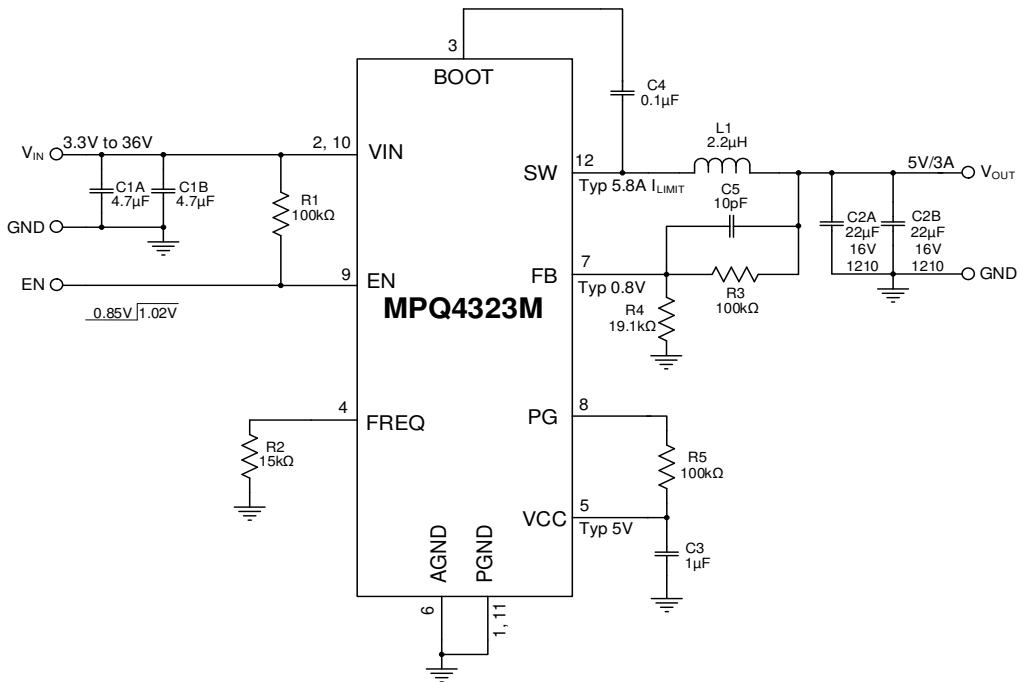 3
BOOT
C4
0.1µF
L1
2.2µH
VIN 3.3V to 36V
2, 10
VIN
12
SW
Typ 5.8A ILIMIT
5V/3A
VOUT
C1A
4.7µF
C1B
4.7µF
R1
100kΩ
C5
10pF
C2A
22µF
16V
1210
C2B
22µF
16V
1210
GND
GND
EN
9
EN
0.85V 1.02V
7
FB
Typ 0.8V
R3
100kΩ
R4
19.1kΩ
MPQ4323M
4
FREQ
R2
15kΩ
8
PG
R5
100kΩ
5
VCC
Typ 5V
C3
1µF
AGND
PGND
6
1, 11